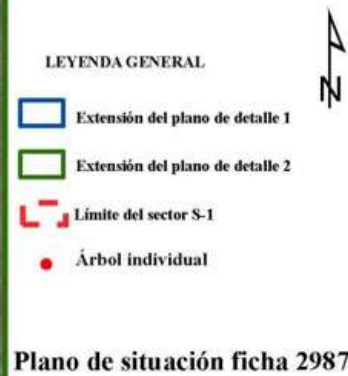 N
LEYENDA GENERAL
Extensión del plano de detalle 1
Extensión del plano de detalle 2
Límite del sector S-1
Árbol individual
Plano de situación ficha 2987